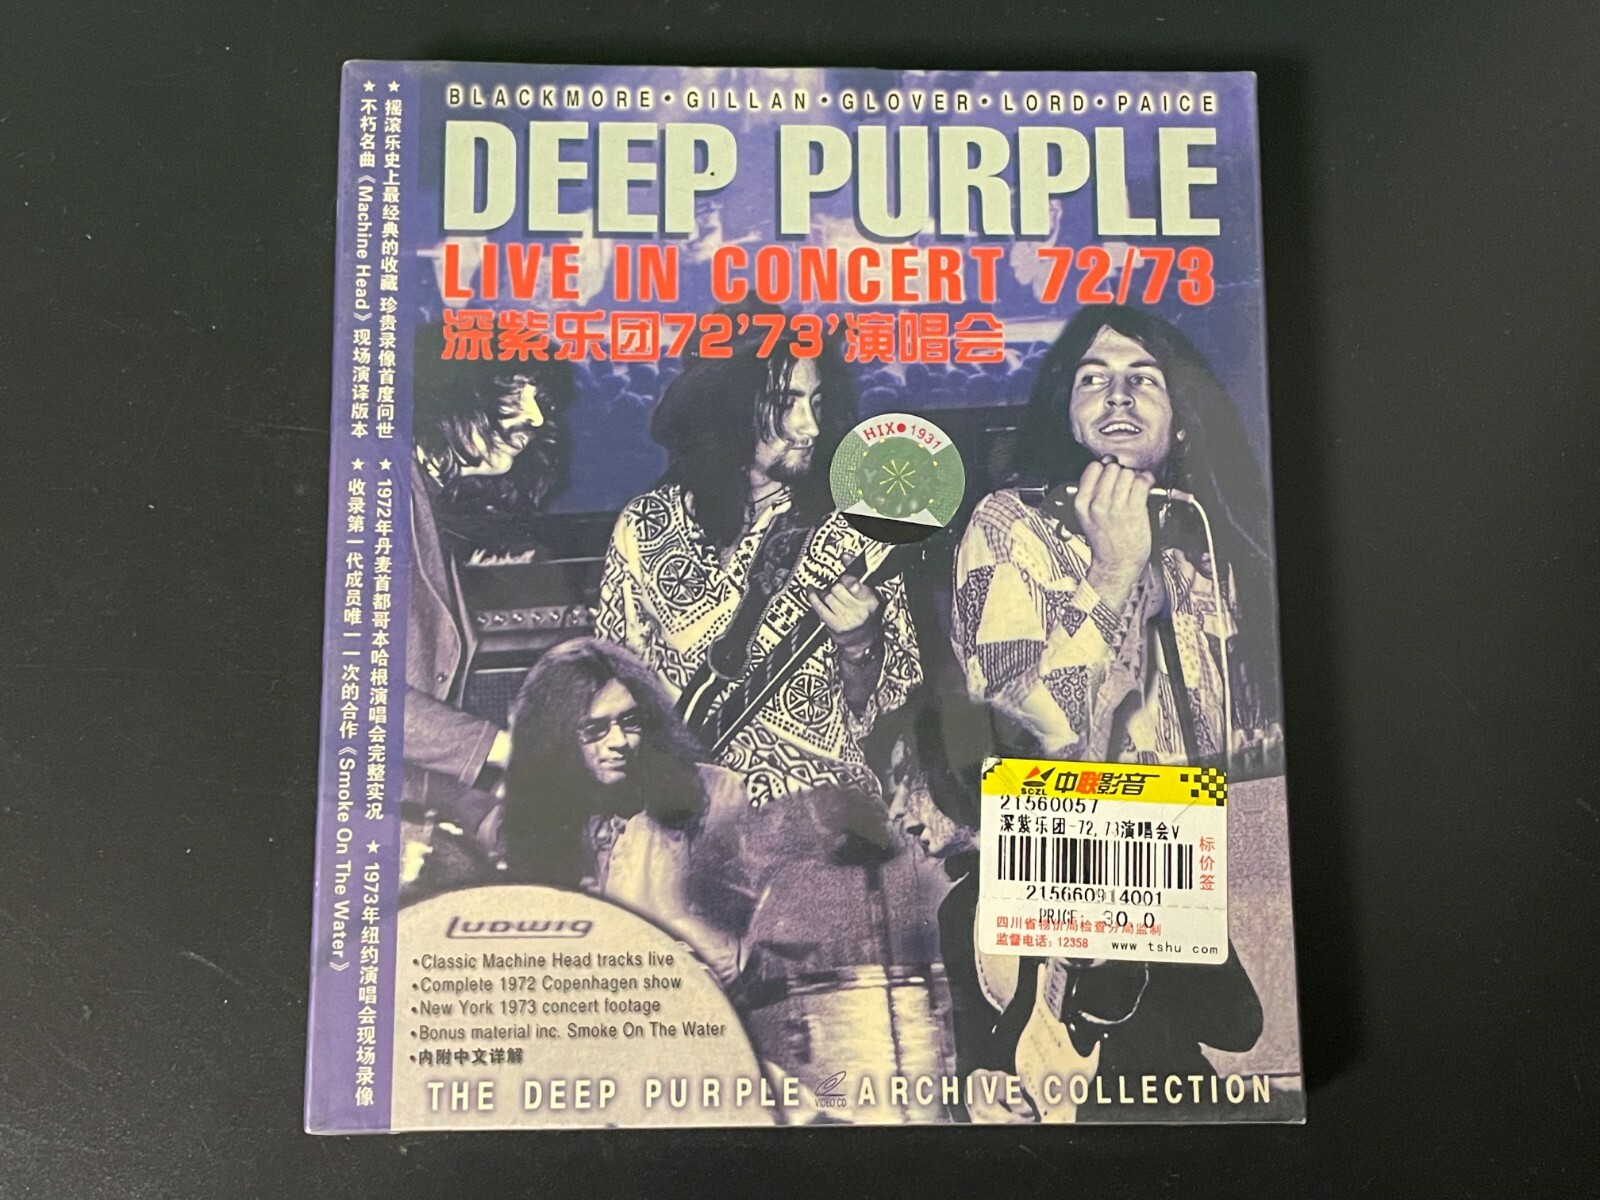 BLACKMORE • GILLAN • GLOVER • LORD • PAICE
DEEP PURPLE
LIVE IN CONCERT 72/73
深紫乐团72'73'演唱会
★ 摇滚乐史上最经典的收藏 珍贵录像首度问世
★ 不朽名曲《Machine Head》现场演译版本
★ 1972年丹麦首都哥本哈根演唱会完整实况
★ 收录第一代成员唯一一次的合作《Smoke On The Water》
★ 1973年纽约演唱会现场录像
HIX●1931
Marshall
SCZL 中联影音
21560057
深紫乐团-72,73演唱会V
标价签
215660914001
PRICE: 30.0
四川省物价局检查分局监制
监督电话: 12358 www tshu com
Ludwig
•Classic Machine Head tracks live
•Complete 1972 Copenhagen show
•New York 1973 concert footage
•Bonus material inc. Smoke On The Water
•内附中文详解
THE DEEP PURPLE VIDEO CD ARCHIVE COLLECTION